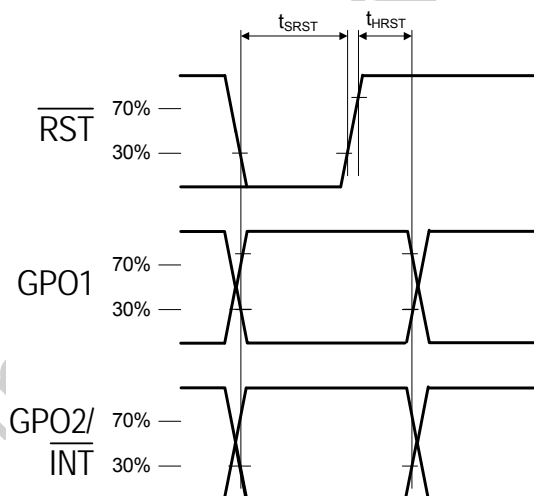 tSRST
tHRST
RST
70%
30%
GPO1
70%
30%
GPO2/
INT
70%
30%